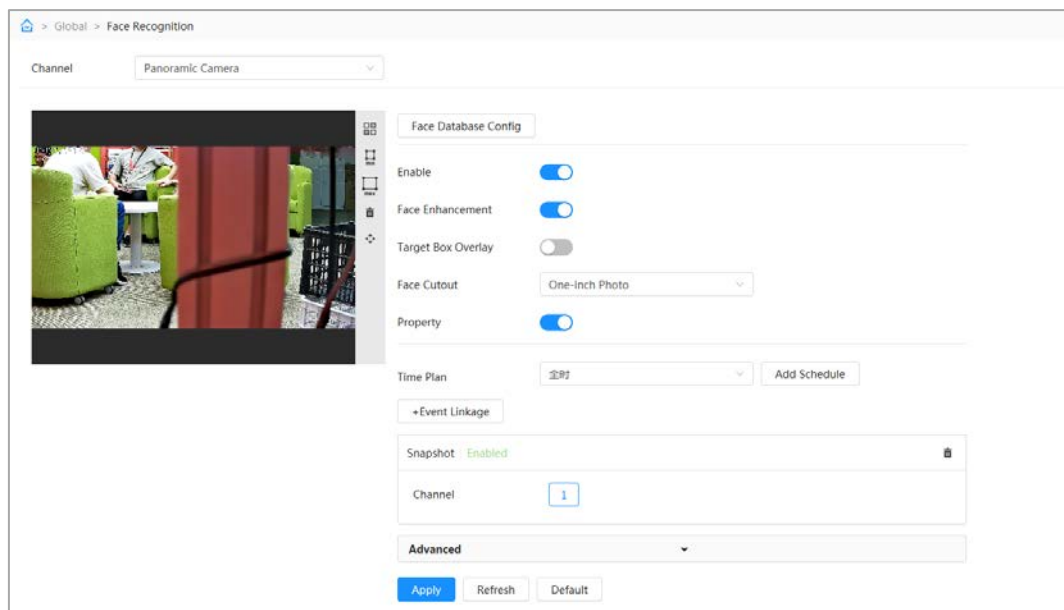 > Global > Face Recognition
Channel Panoramic Camera
Face Database Config
Enable
Face Enhancement
Target Box Overlay
Face Cutout One-Inch Photo
Property
Time Plan 定时 Add Schedule
+Event Linkage
Snapshot Enabled
Channel 1
Advanced
Apply Refresh Default